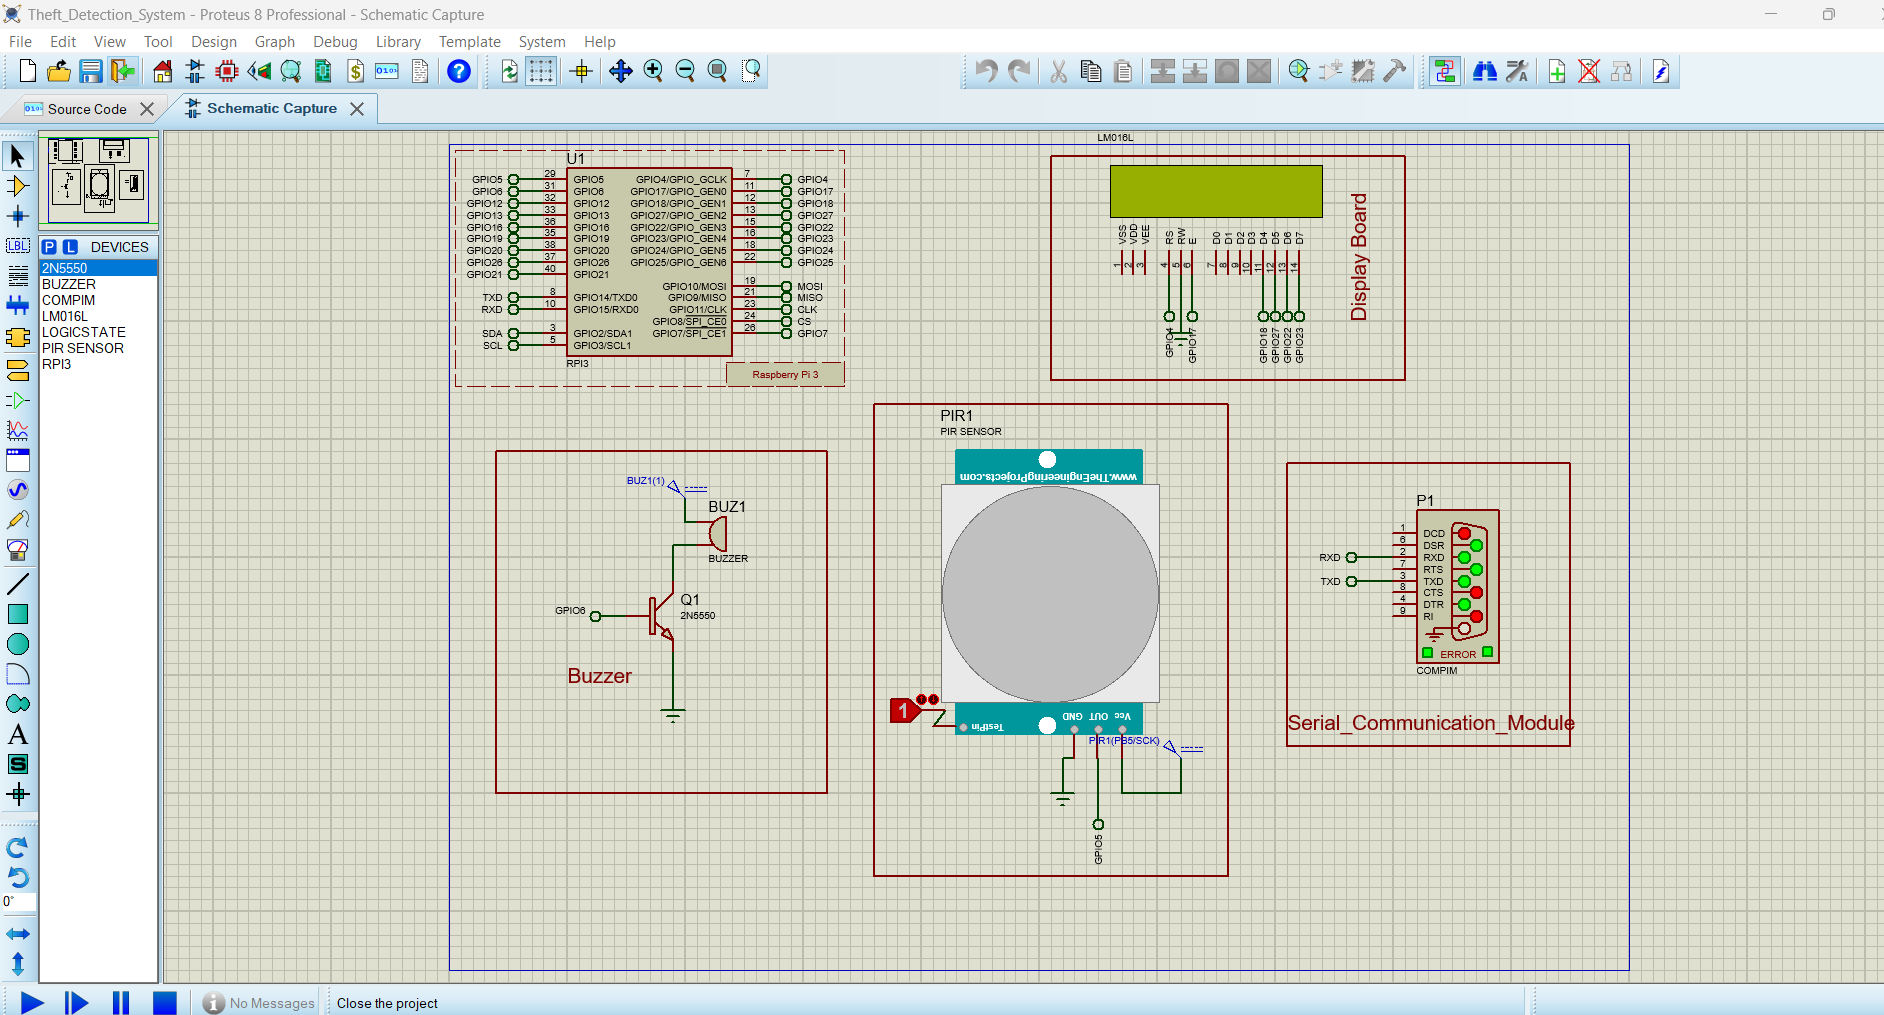 Theft_Detection_System - Proteus 8 Professional - Schematic Capture
File Edit View Tool Design Graph Debug Library Template System Help
Source Code
Schematic Capture
P L DEVICES
2N5550
BUZZER
COMPIM
LM016L
LOGICSTATE
PIR SENSOR
RPI3
LBL
A
S
0°
U1
GPIO5 29 GPIO5 GPIO4/GPIO_GCLK 7 GPIO4
GPIO6 31 GPIO6 GPIO17/GPIO_GEN0 11 GPIO17
GPIO12 32 GPIO12 GPIO18/GPIO_GEN1 12 GPIO18
GPIO13 33 GPIO13 GPIO27/GPIO_GEN2 13 GPIO27
GPIO16 36 GPIO16 GPIO22/GPIO_GEN3 15 GPIO22
GPIO19 35 GPIO19 GPIO23/GPIO_GEN4 16 GPIO23
GPIO20 38 GPIO20 GPIO24/GPIO_GEN5 18 GPIO24
GPIO26 37 GPIO26 GPIO25/GPIO_GEN6 22 GPIO25
GPIO21 40 GPIO21
GPIO10/MOSI 19 MOSI
TXD 8 GPIO14/TXD0 GPIO9/MISO 21 MISO
RXD 10 GPIO15/RXD0 GPIO11/CLK 23 CLK
GPIO8/SPI_CE0 24 CS
SDA 3 GPIO2/SDA1 GPIO7/SPI_CE1 26 GPIO7
SCL 5 GPIO3/SCL1
RPI3
Raspberry Pi 3
LM016L
VSS VDD VEE RS RW E D0 D1 D2 D3 D4 D5 D6 D7
1 2 3 4 5 6 7 8 9 10 11 12 13 14
GPIO4 GPIO17 GPIO18 GPIO27 GPIO22 GPIO23
Display Board
BUZ1(1)
BUZ1
BUZZER
GPIO6
Q1
2N5550
Buzzer
PIR1
PIR SENSOR
www.TheEngineeringProjects.com
1
TestPin
GND OUT Vcc
PIR1(PB5/SCK)
GPIO5
P1
1 DCD
6 DSR
RXD 2 RXD
7 RTS
TXD 3 TXD
8 CTS
4 DTR
9 RI
ERROR
COMPIM
Serial_Communication_Module
No Messages
Close the project